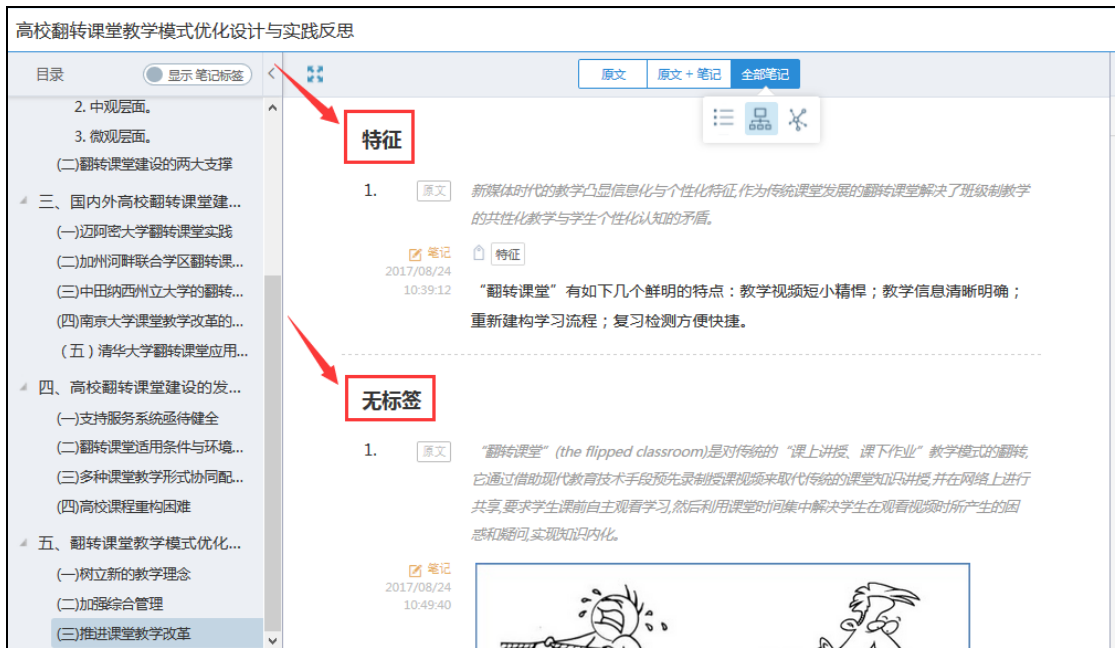 高校翻转课堂教学模式优化设计与实践反思
目录
显示 笔记标签
2. 中观层面。
3. 微观层面。
(二)翻转课堂建设的两大支撑
三、国内外高校翻转课堂建...
(一)迈阿密大学翻转课堂实践
(二)加州河畔联合学区翻转课...
(三)中田纳西州立大学的翻转...
(四)南京大学课堂教学改革的...
（五）清华大学翻转课堂应用...
四、高校翻转课堂建设的发...
(一)支持服务系统亟待健全
(二)翻转课堂适用条件与环境...
(三)多种课堂教学形式协同配...
(四)高校课程重构困难
五、翻转课堂教学模式优化...
(一)树立新的教学理念
(二)加强综合管理
(三)推进课堂教学改革
原文 原文 + 笔记 全部笔记
特征
1. 原文 新媒体时代的教学凸显信息化与个性化特征,作为传统课堂发展的翻转课堂解决了班级制教学
的共性化教学与学生个性化认知的矛盾。
笔记 特征
2017/08/24
10:39:12 “翻转课堂”有如下几个鲜明的特点：教学视频短小精悍；教学信息清晰明确；
重新建构学习流程；复习检测方便快捷。
无标签
1. 原文 “翻转课堂”(the flipped classroom)是对传统的“课上讲授、课下作业”教学模式的翻转,
它通过借助现代教育技术手段预先录制授课视频来取代传统的课堂知识讲授,并在网络上进行
共享,要求学生课前自主观看学习,然后利用课堂时间集中解决学生在观看视频时所产生的困
惑和疑问,实现知识内化。
笔记
2017/08/24
10:49:40